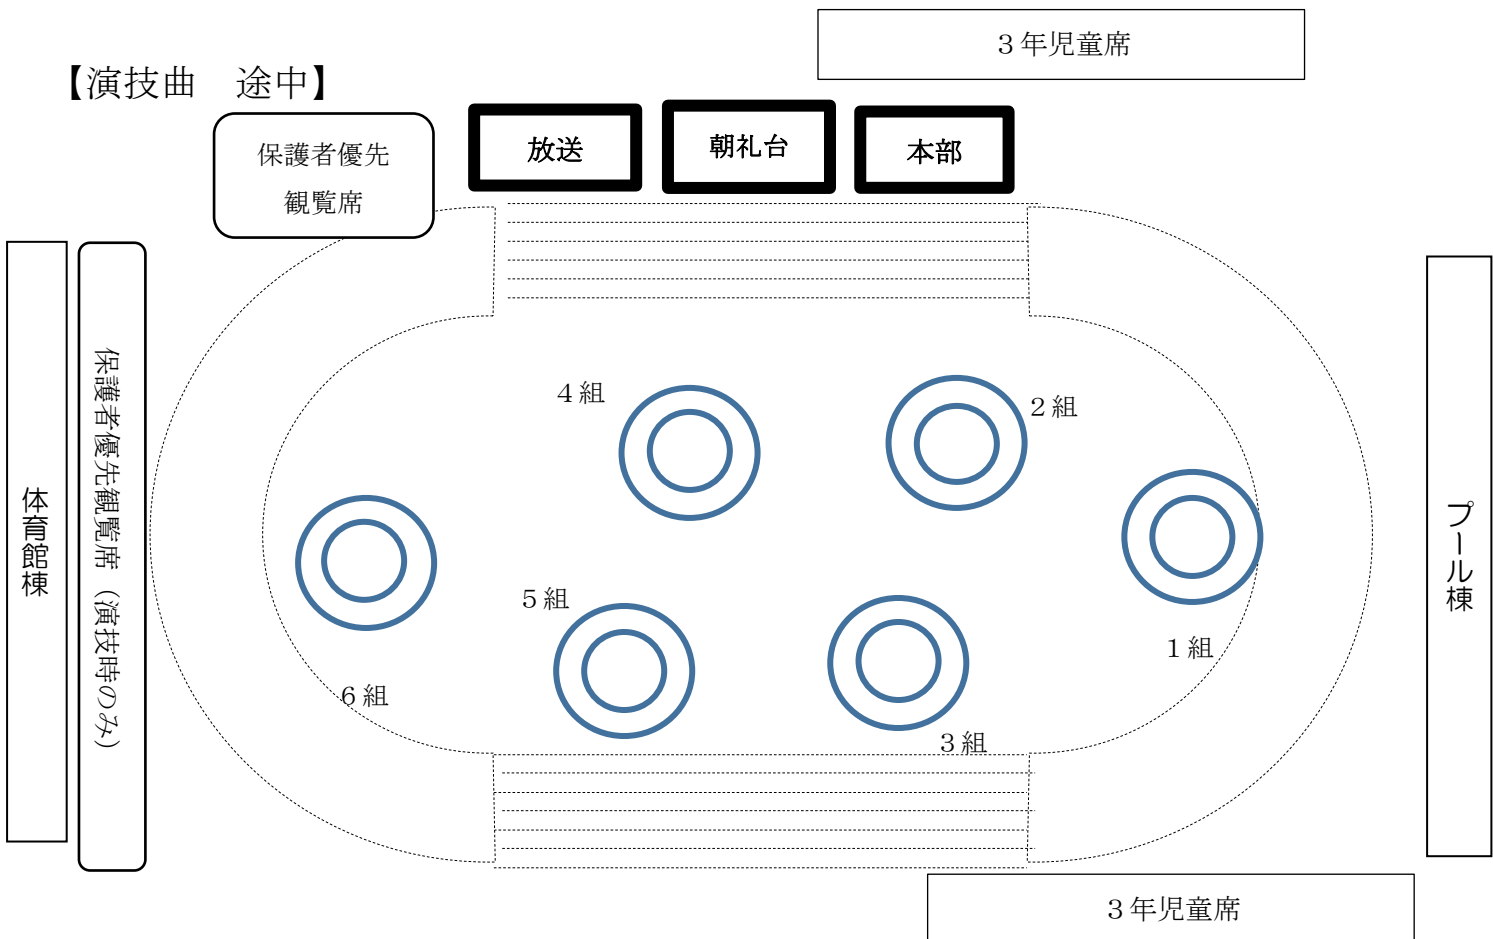 ３年児童席
【演技曲　途中】
保護者優先
観覧席
放送
朝礼台
本部
体育館棟
保護者優先観覧席（演技時のみ）
４組
２組
プール棟
５組
１組
６組
３組
３年児童席